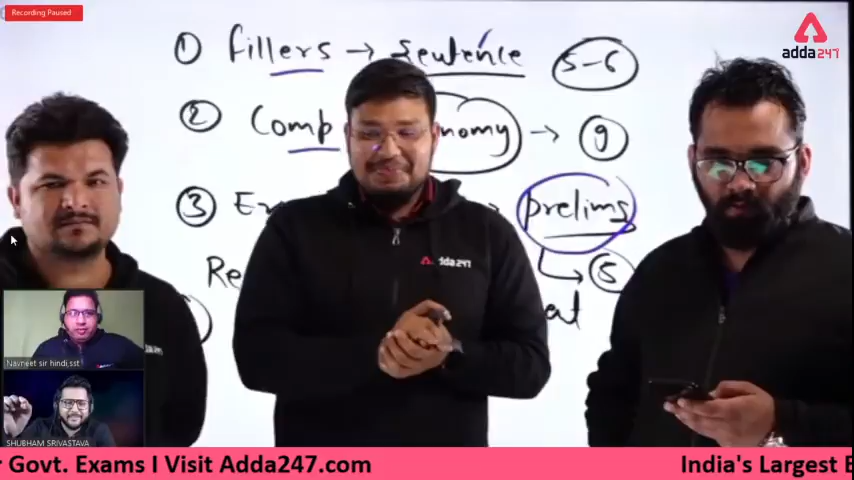 Recording Paused
adda247
① fillers → sentence 5-6
② Comp nomy → 9
③ prelims
5
adda247
Navneet sir hindi,sst
SHUBHAM SRIVASTAVA
r Govt. Exams I Visit Adda247.com
India's Largest E